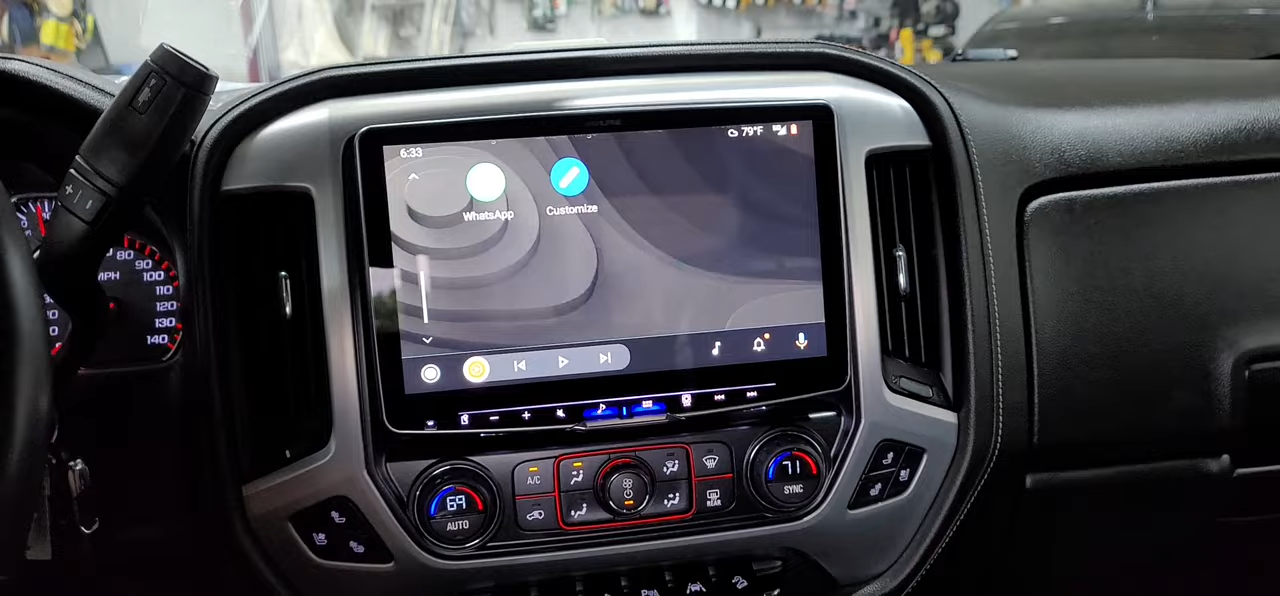 ALPINE
6:33
79°F
WhatsApp
Customize
80
90
MPH
100
110
120
130
140
A/C
69
AUTO
71
SYNC
REAR